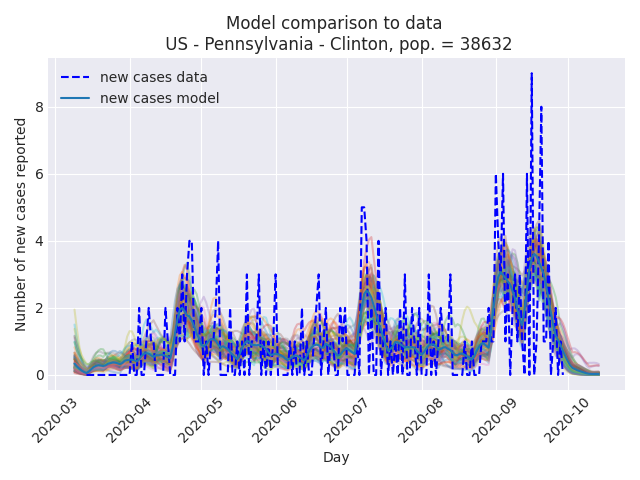 Model comparison to data
US - Pennsylvania - Clinton, pop. = 38632
new cases data
new cases model
Number of new cases reported
8
6
4
2
0
2020-03
2020-04
2020-05
2020-06
2020-07
2020-08
2020-09
2020-10
Day